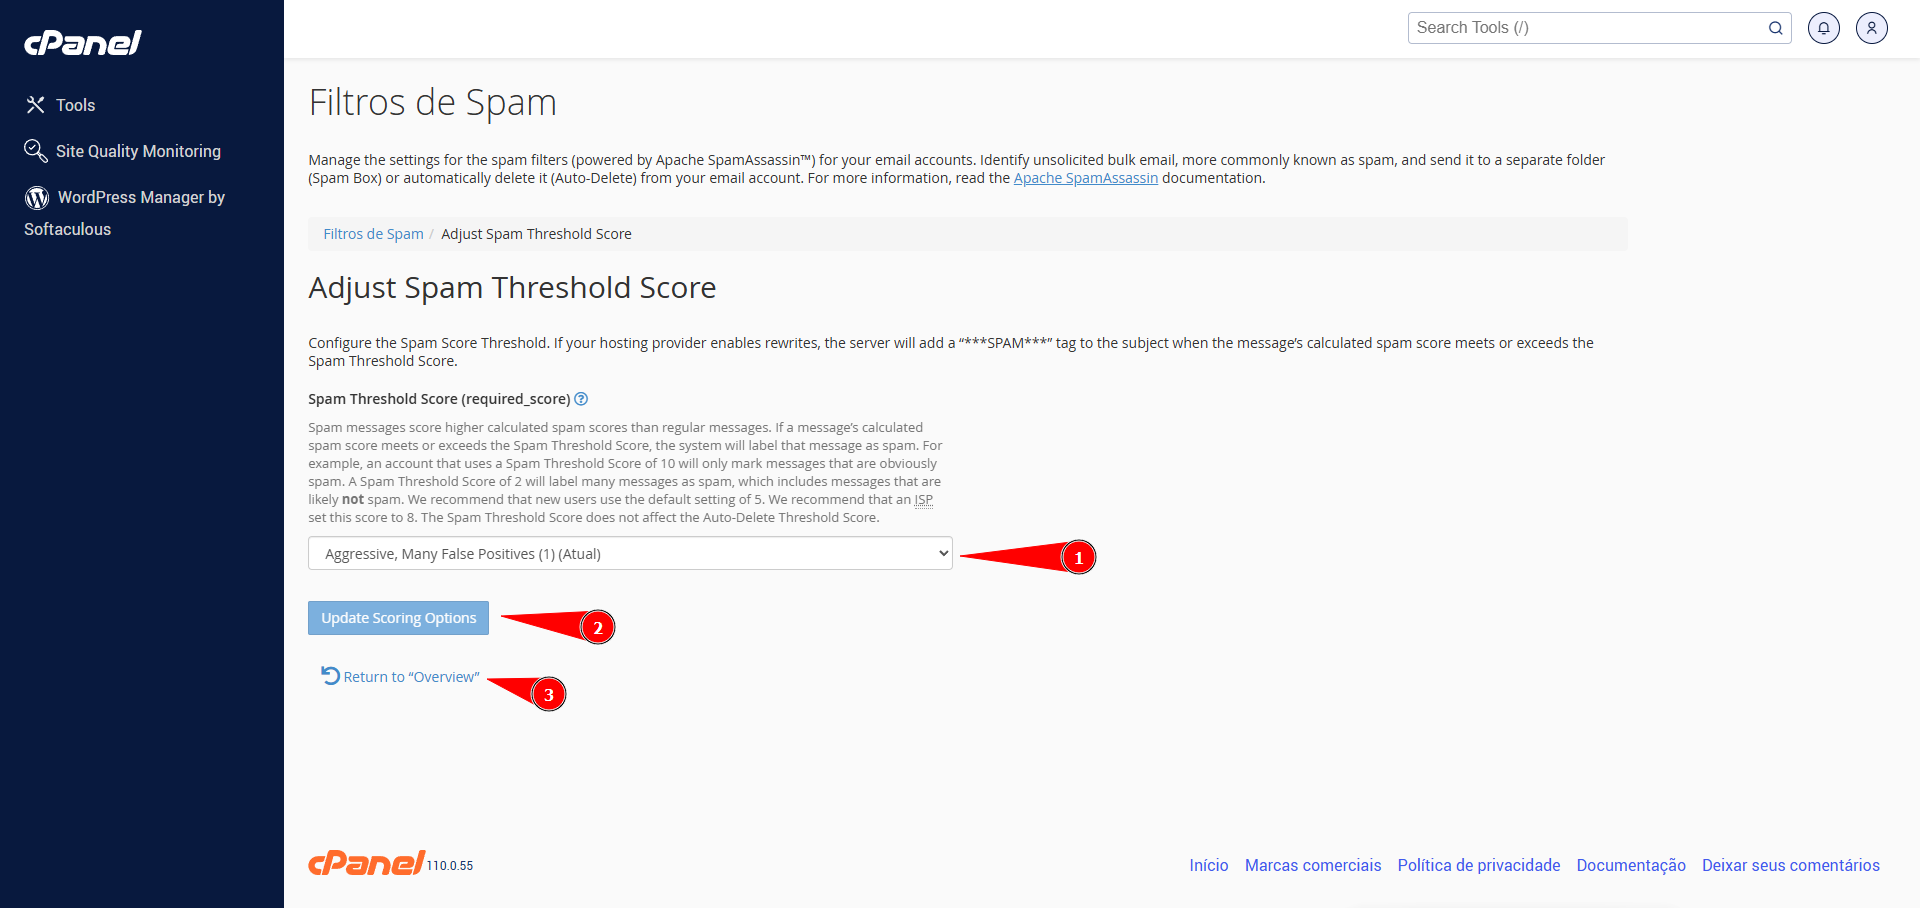 cPanel
Search Tools (/)
Tools
Site Quality Monitoring
WordPress Manager by
Softaculous
Filtros de Spam
Manage the settings for the spam filters (powered by Apache SpamAssassin™) for your email accounts. Identify unsolicited bulk email, more commonly known as spam, and send it to a separate folder
(Spam Box) or automatically delete it (Auto-Delete) from your email account. For more information, read the Apache SpamAssassin documentation.
Filtros de Spam / Adjust Spam Threshold Score
Adjust Spam Threshold Score
Configure the Spam Score Threshold. If your hosting provider enables rewrites, the server will add a “***SPAM***” tag to the subject when the message’s calculated spam score meets or exceeds the
Spam Threshold Score.
Spam Threshold Score (required_score) ?
Spam messages score higher calculated spam scores than regular messages. If a message’s calculated
spam score meets or exceeds the Spam Threshold Score, the system will label that message as spam. For
example, an account that uses a Spam Threshold Score of 10 will only mark messages that are obviously
spam. A Spam Threshold Score of 2 will label many messages as spam, which includes messages that are
likely not spam. We recommend that new users use the default setting of 5. We recommend that an ISP
set this score to 8. The Spam Threshold Score does not affect the Auto-Delete Threshold Score.
Aggressive, Many False Positives (1) (Atual)
1
Update Scoring Options
2
Return to “Overview”
3
cPanel 110.0.55
Início Marcas comerciais Política de privacidade Documentação Deixar seus comentários